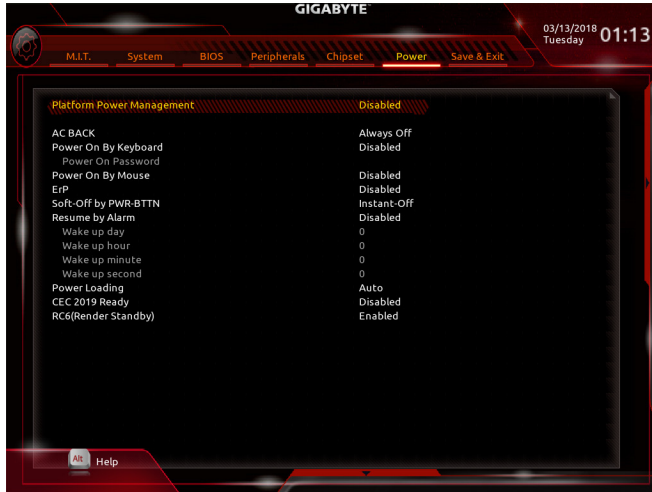 GIGABYTE
03/13/2018 01:13
Tuesday
M.I.T. System BIOS Peripherals Chipset Power Save & Exit
Platform Power Management Disabled
AC BACK Always Off
Power On By Keyboard Disabled
Power On Password
Power On By Mouse Disabled
ErP Disabled
Soft-Off by PWR-BTTN Instant-Off
Resume by Alarm Disabled
Wake up day 0
Wake up hour 0
Wake up minute 0
Wake up second 0
Power Loading Auto
CEC 2019 Ready Disabled
RC6(Render Standby) Enabled
Alt Help